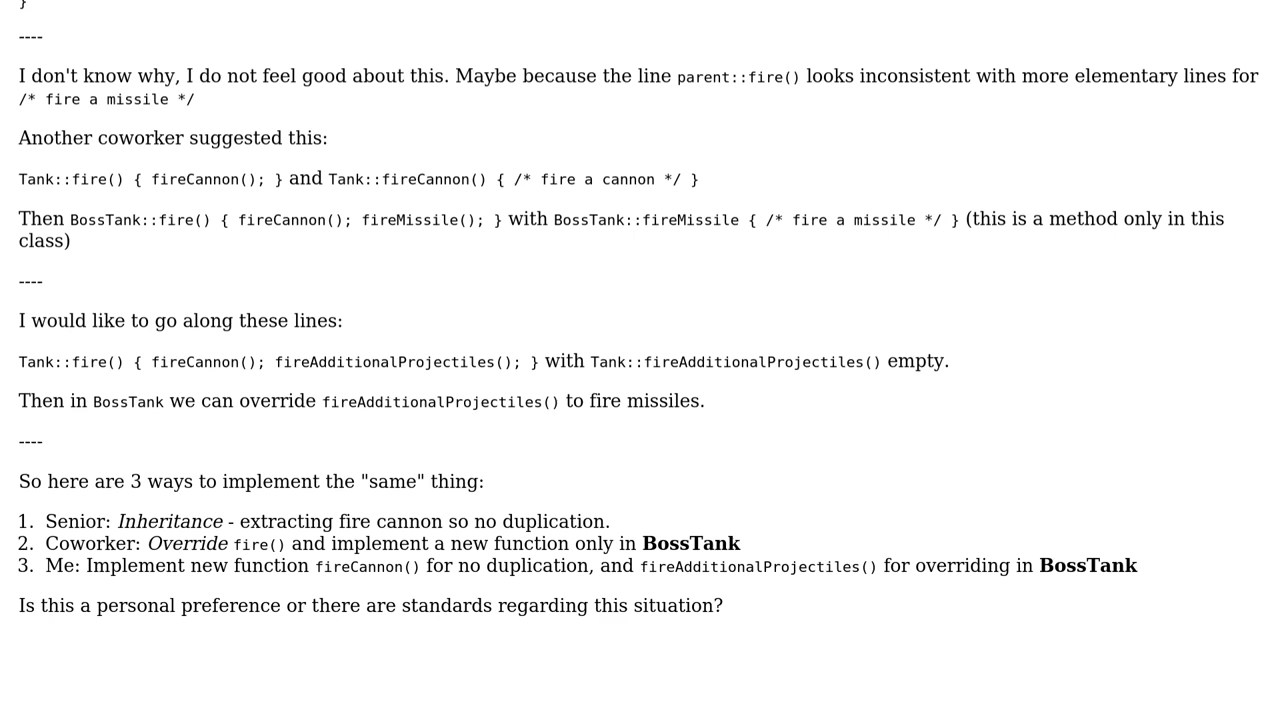 }
----
I don't know why, I do not feel good about this. Maybe because the line parent::fire() looks inconsistent with more elementary lines for
/* fire a missile */
Another coworker suggested this:
Tank::fire() { fireCannon(); } and Tank::fireCannon() { /* fire a cannon */ }
Then BossTank::fire() { fireCannon(); fireMissile(); } with BossTank::fireMissile { /* fire a missile */ } (this is a method only in this
class)
----
I would like to go along these lines:
Tank::fire() { fireCannon(); fireAdditionalProjectiles(); } with Tank::fireAdditionalProjectiles() empty.
Then in BossTank we can override fireAdditionalProjectiles() to fire missiles.
----
So here are 3 ways to implement the "same" thing:
1. Senior: Inheritance - extracting fire cannon so no duplication.
2. Coworker: Override fire() and implement a new function only in BossTank
3. Me: Implement new function fireCannon() for no duplication, and fireAdditionalProjectiles() for overriding in BossTank
Is this a personal preference or there are standards regarding this situation?